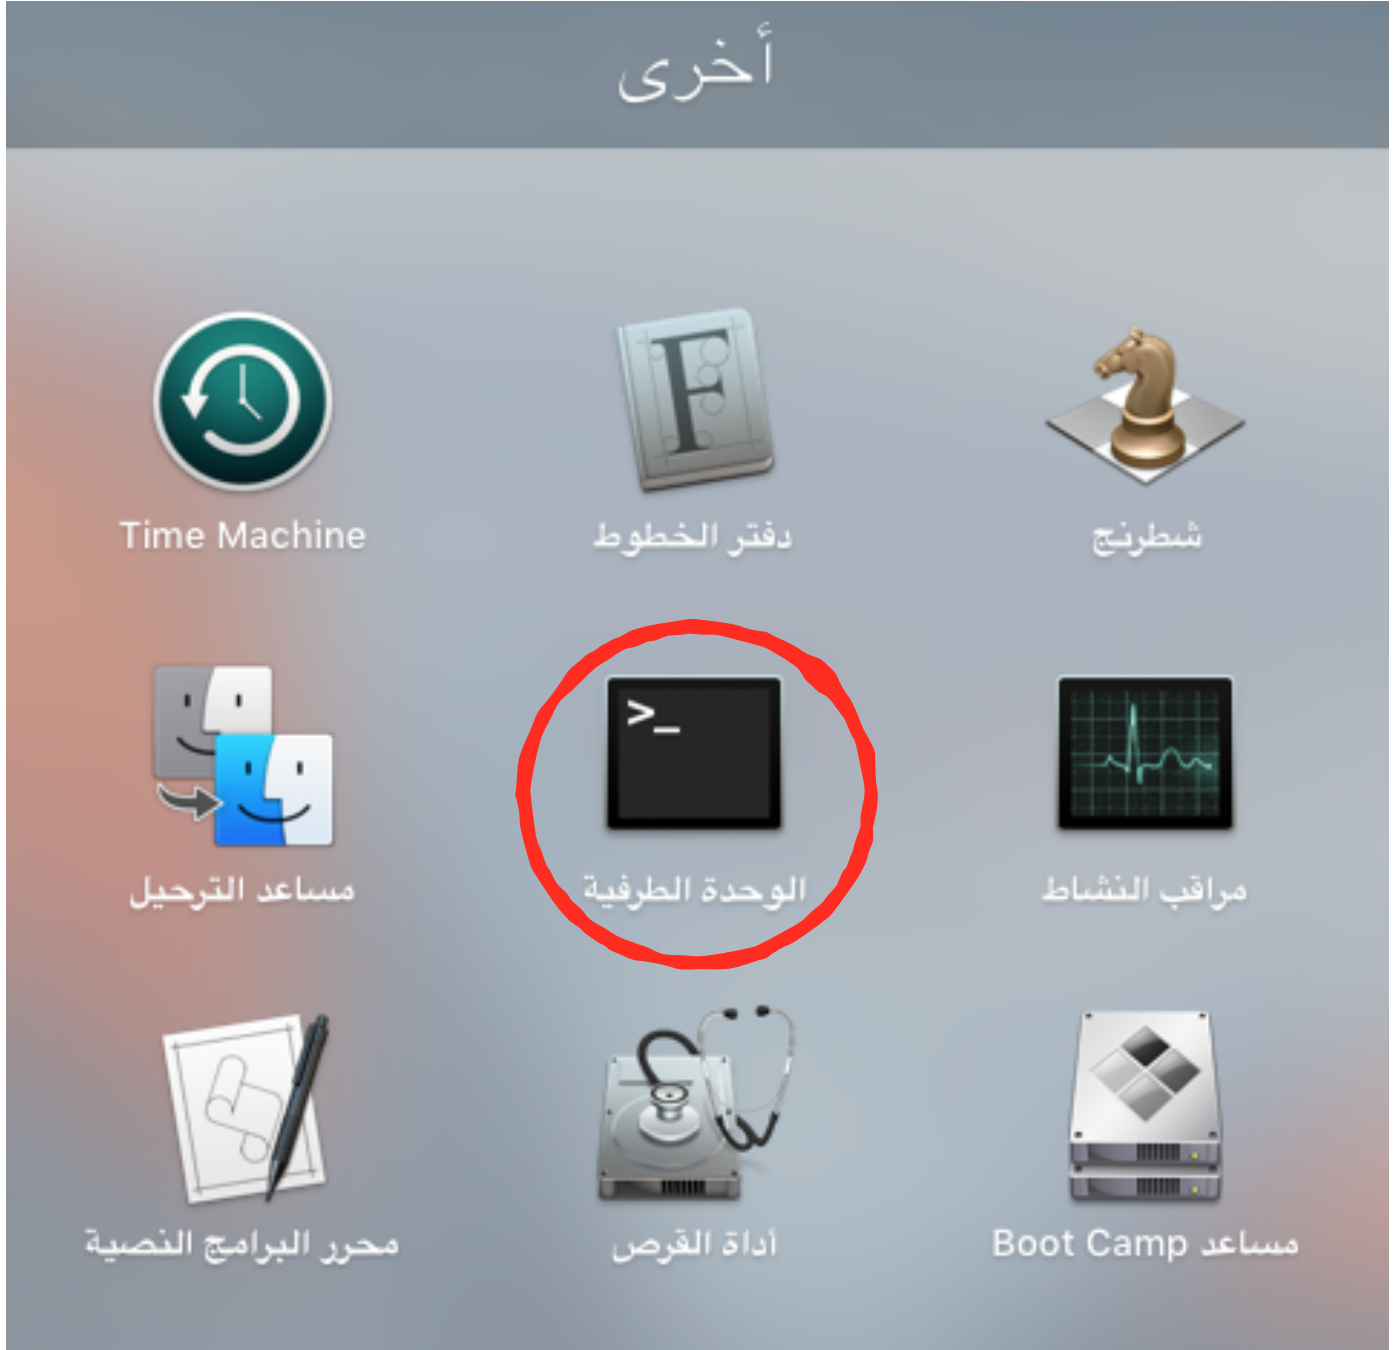 أخرى
شطرنج
دفتر الخطوط
Time Machine
مراقب النشاط
>_
الوحدة الطرفية
مساعد الترحيل
مساعد Boot Camp
أداة القرص
محرر البرامج النصية